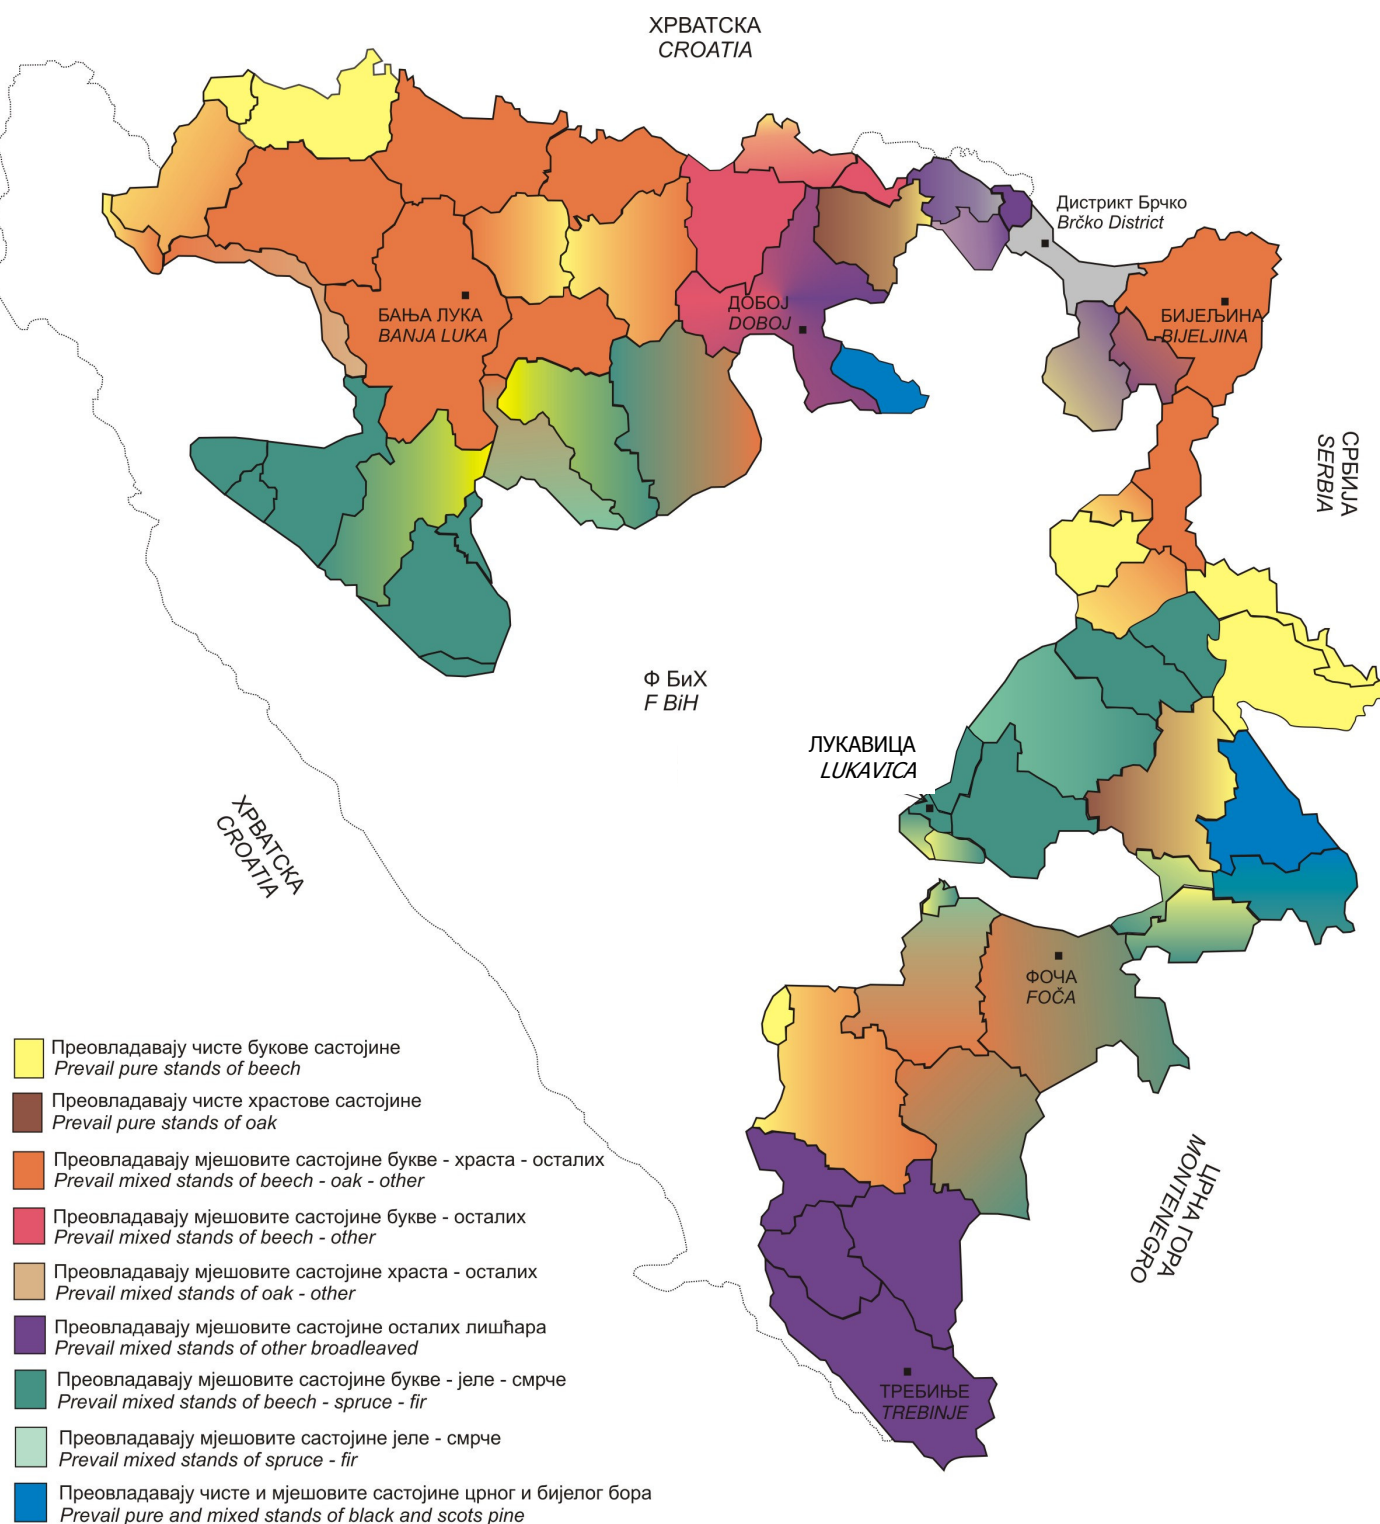 ХРВАТСКА
CROATIA
Дистрикт Брчко
Brčko District
БАЊА ЛУКА
BANJA LUKA
ДОБОЈ
DOBOJ
БИЈЕЉИНА
BIJELJINA
СРБИЈА
SERBIA
Ф БиХ
F BiH
ЛУКАВИЦА
LUKAVICA
ХРВАТСКА
CROATIA
ФОЧА
FOČA
ЦРНА ГОРА
MONTENEGRO
ТРЕБИЊЕ
TREBINJE
Преовладавају чисте букове састојине
Prevail pure stands of beech
Преовладавају чисте храстове састојине
Prevail pure stands of oak
Преовладавају мјешовите састојине букве - храста - осталих
Prevail mixed stands of beech - oak - other
Преовладавају мјешовите састојине букве - осталих
Prevail mixed stands of beech - other
Преовладавају мјешовите састојине храста - осталих
Prevail mixed stands of oak - other
Преовладавају мјешовите састојине осталих лишћара
Prevail mixed stands of other broadleaved
Преовладавају мјешовите састојине букве - јеле - смрче
Prevail mixed stands of beech - spruce - fir
Преовладавају мјешовите састојине јеле - смрче
Prevail mixed stands of spruce - fir
Преовладавају чисте и мјешовите састојине црног и бијелог бора
Prevail pure and mixed stands of black and scots pine